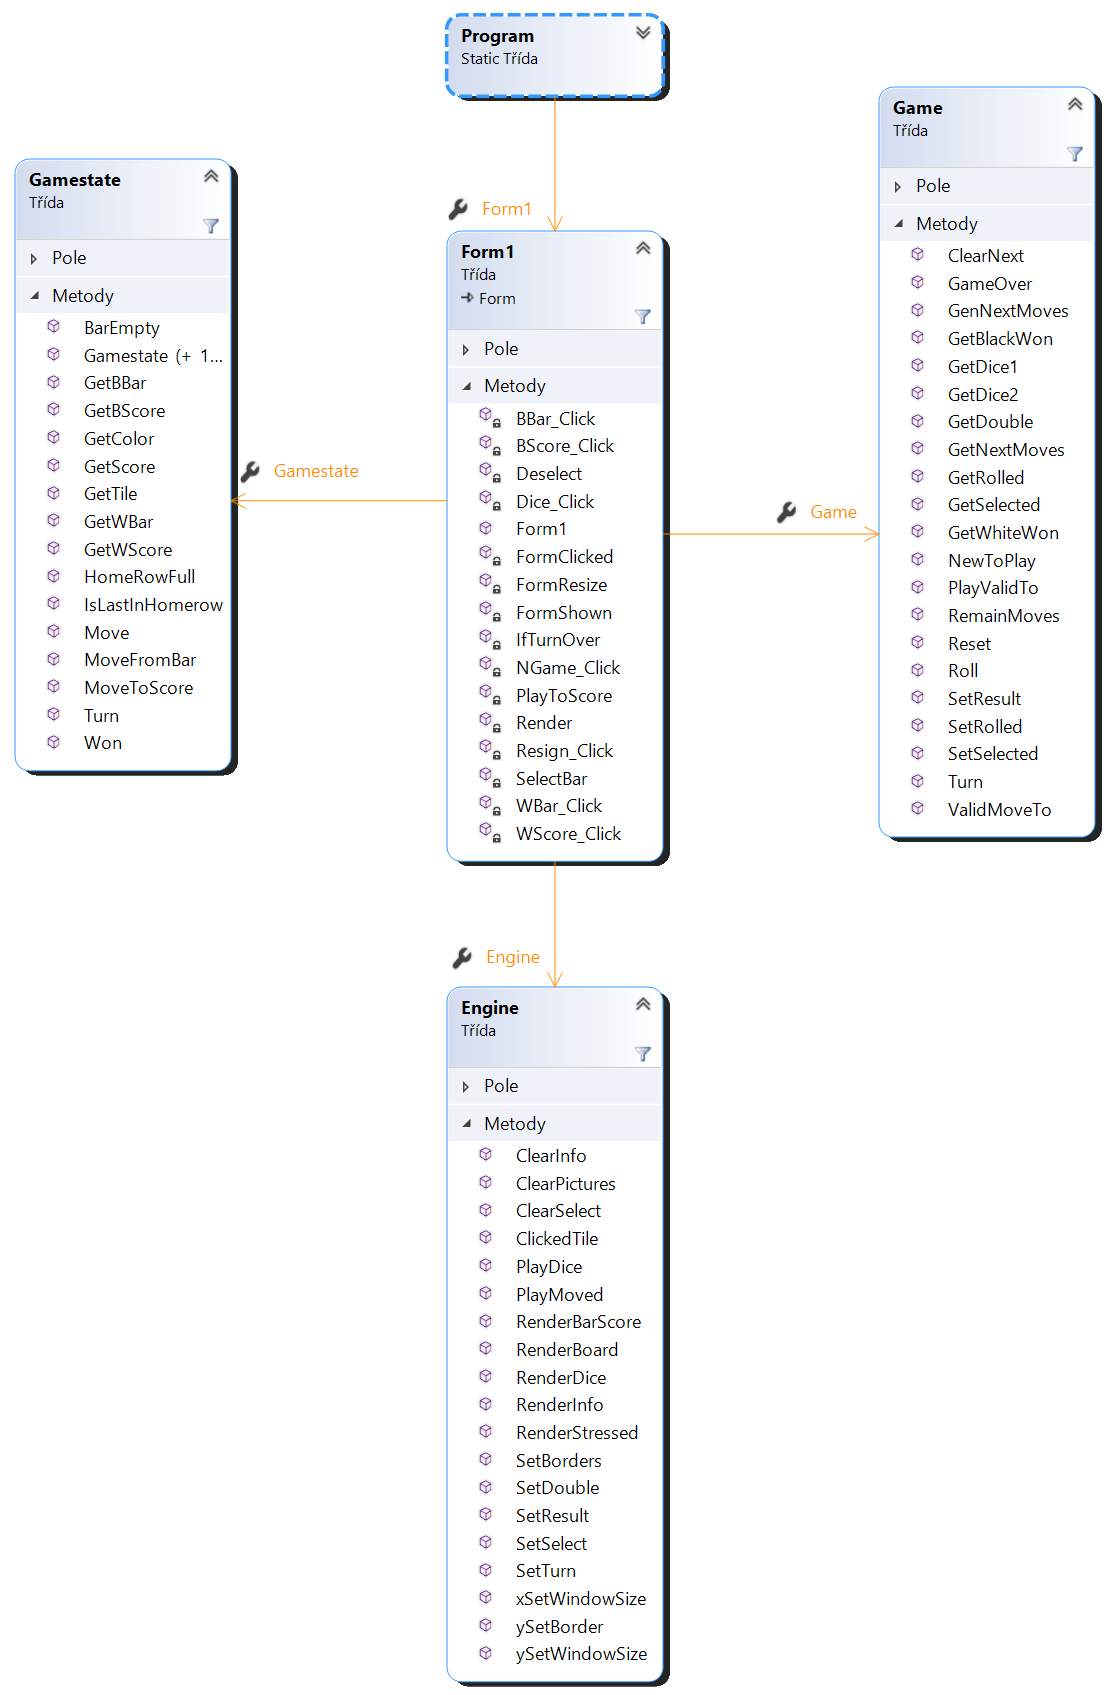 Program
Static Třída
Form1
Gamestate
Třída
Pole
Metody
BarEmpty
Gamestate (+ 1...
GetBBar
GetBScore
GetColor
GetScore
GetTile
GetWBar
GetWScore
HomeRowFull
IsLastInHomerow
Move
MoveFromBar
MoveToScore
Turn
Won
Gamestate
Form1
Třída
Form
Pole
Metody
BBar_Click
BScore_Click
Deselect
Dice_Click
Form1
FormClicked
FormResize
FormShown
IfTurnOver
NGame_Click
PlayToScore
Render
Resign_Click
SelectBar
WBar_Click
WScore_Click
Game
Game
Třída
Pole
Metody
ClearNext
GameOver
GenNextMoves
GetBlackWon
GetDice1
GetDice2
GetDouble
GetNextMoves
GetRolled
GetSelected
GetWhiteWon
NewToPlay
PlayValidTo
RemainMoves
Reset
Roll
SetResult
SetRolled
SetSelected
Turn
ValidMoveTo
Engine
Engine
Třída
Pole
Metody
ClearInfo
ClearPictures
ClearSelect
ClickedTile
PlayDice
PlayMoved
RenderBarScore
RenderBoard
RenderDice
RenderInfo
RenderStressed
SetBorders
SetDouble
SetResult
SetSelect
SetTurn
xSetWindowSize
ySetBorder
ySetWindowSize